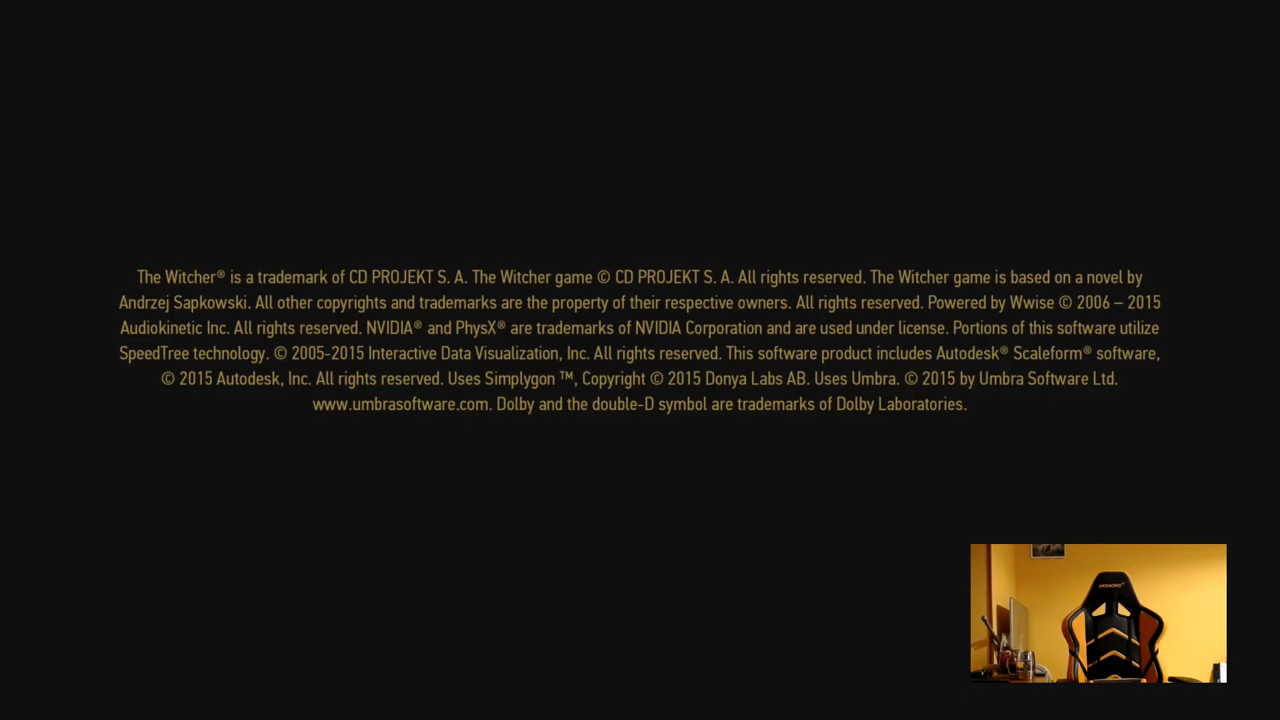 The Witcher® is a trademark of CD PROJEKT S. A. The Witcher game © CD PROJEKT S. A. All rights reserved. The Witcher game is based on a novel by
Andrzej Sapkowski. All other copyrights and trademarks are the property of their respective owners. All rights reserved. Powered by Wwise © 2006 – 2015
Audiokinetic Inc. All rights reserved. NVIDIA® and PhysX® are trademarks of NVIDIA Corporation and are used under license. Portions of this software utilize
SpeedTree technology. © 2005-2015 Interactive Data Visualization, Inc. All rights reserved. This software product includes Autodesk® Scaleform® software,
© 2015 Autodesk, Inc. All rights reserved. Uses Simplygon ™, Copyright © 2015 Donya Labs AB. Uses Umbra. © 2015 by Umbra Software Ltd.
www.umbrasoftware.com. Dolby and the double-D symbol are trademarks of Dolby Laboratories.